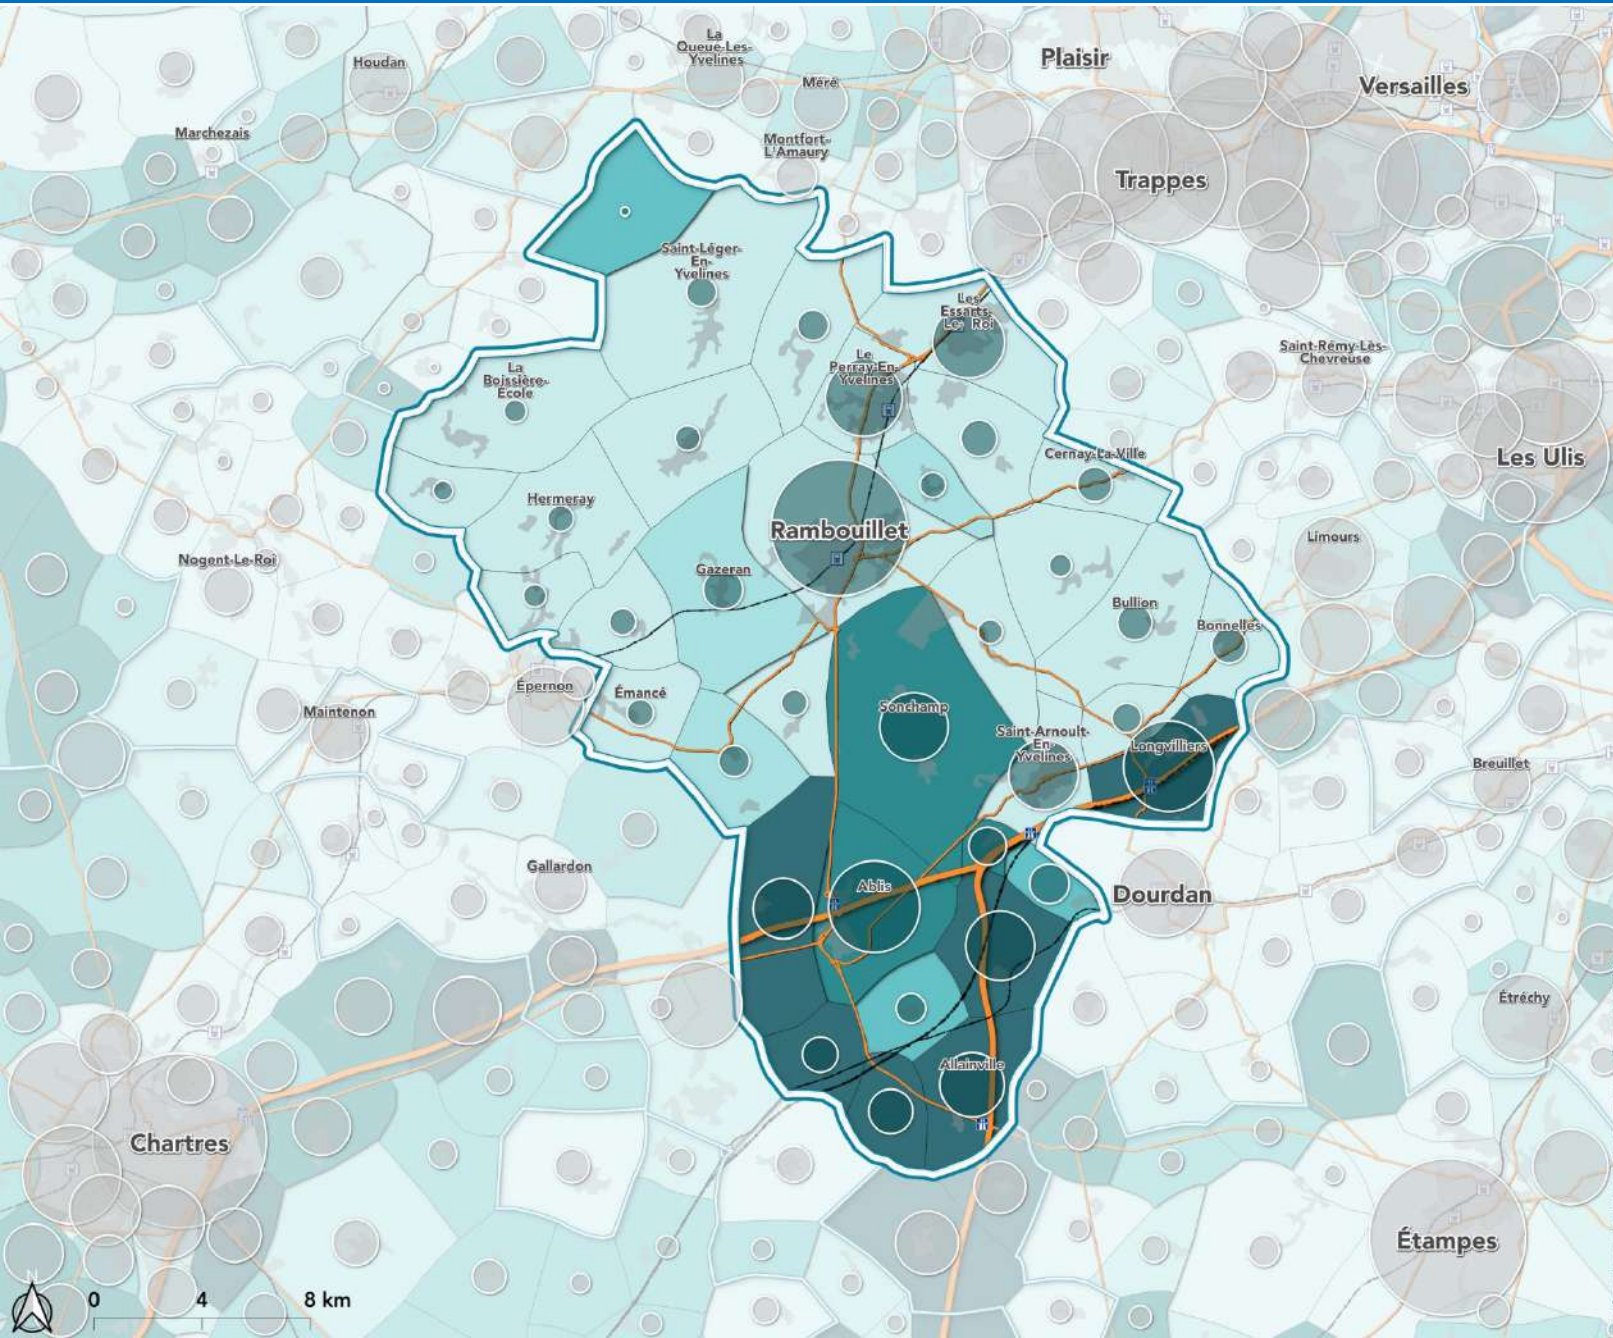 La
Queue-Les-
Yvelines
Plaisir
Houdan
Méré
Versailles
Marchezais
Montfort-
L'Amaury
Trappes
Saint-Léger-
En-
Yvelines
Les
Essarts-
Le- Roi
Saint-Rémy-Lès-
Chevreuse
La
Boissière-
École
Le
Perray-En-
Yvelines
Cernay-La-Ville
Les Ulis
Hermeray
Rambouillet
Limours
Nogent-Le-Roi
Gazeran
Bullion
Bonnelles
Épernon
Émancé
Maintenon
Sonchamp
Saint-Arnoult-
En-
Yvelines
Longvilliers
Breuillet
Gallardon
Ablis
Dourdan
Étréchy
Allainville
Chartres
Étampes
N
0 4 8 km